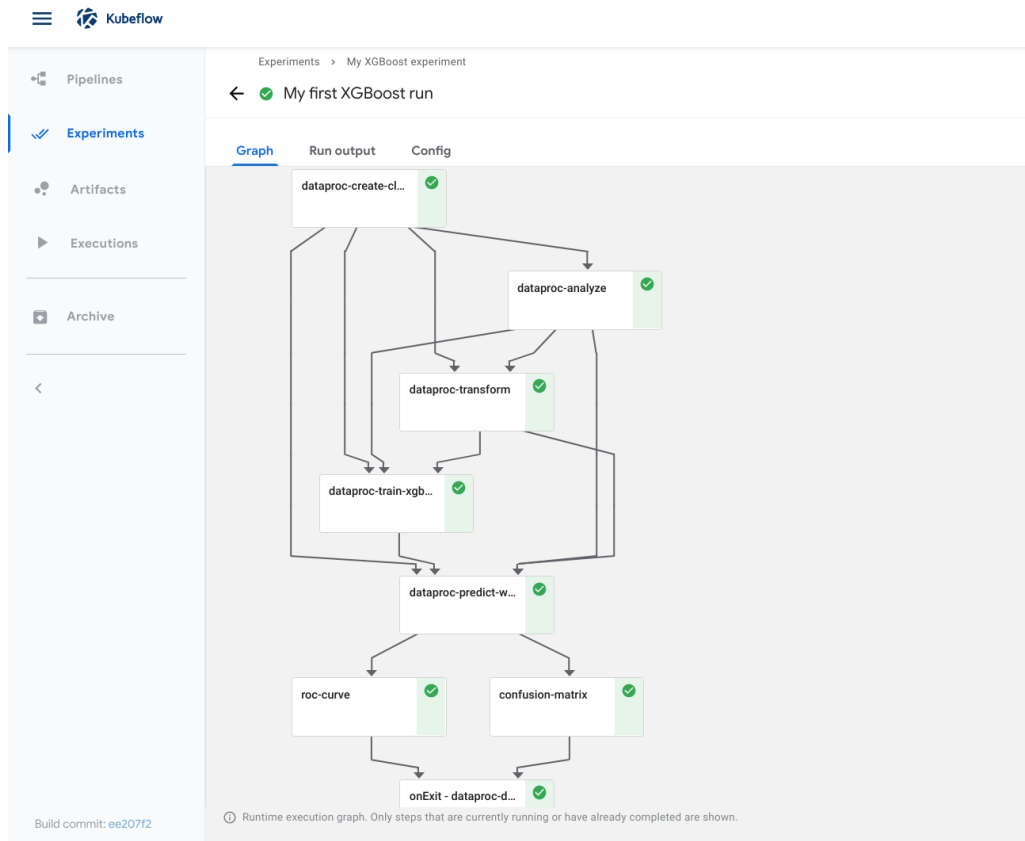 Kubeflow
Pipelines
Experiments
Artifacts
Executions
Archive
Build commit: ee207f2
Experiments > My XGBoost experiment
My first XGBoost run
Graph Run output Config
dataproc-create-cl...
dataproc-analyze
dataproc-transform
dataproc-train-xgb...
dataproc-predict-w...
roc-curve
confusion-matrix
onExit - dataproc-d...
Runtime execution graph. Only steps that are currently running or have already completed are shown.